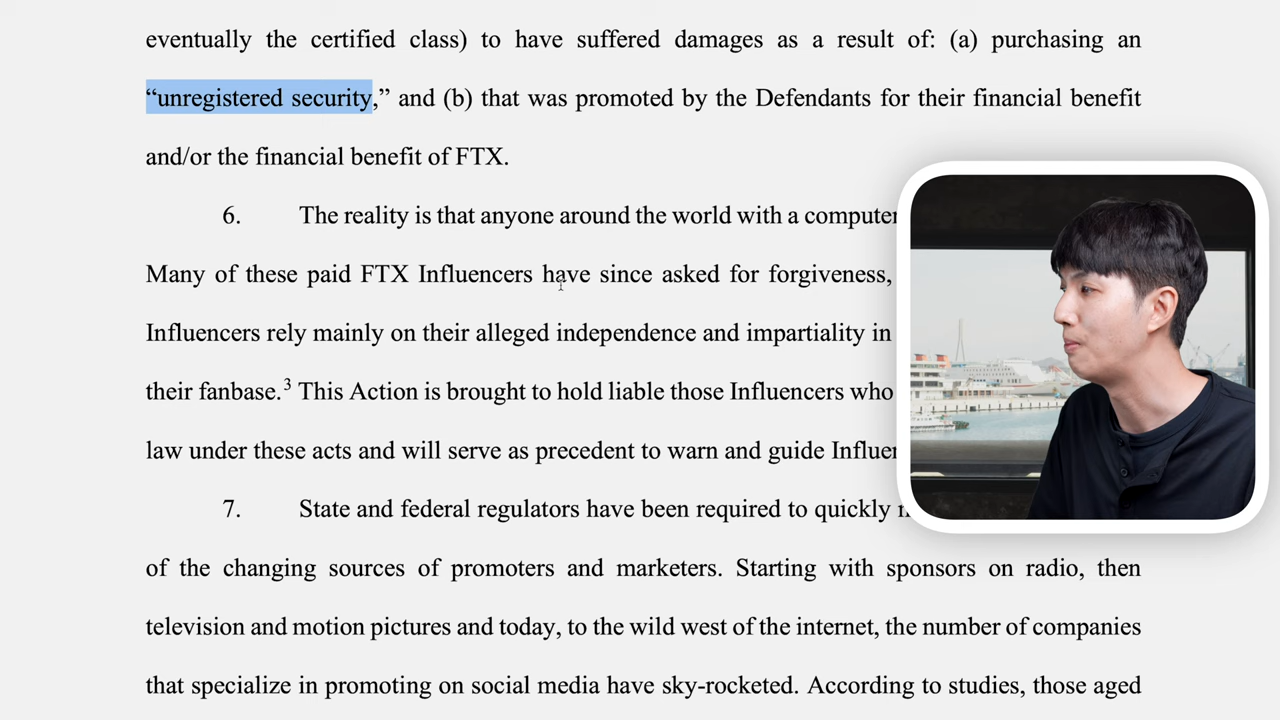 eventually the certified class) to have suffered damages as a result of: (a) purchasing an
“unregistered security,” and (b) that was promoted by the Defendants for their financial benefit
and/or the financial benefit of FTX.
6. The reality is that anyone around the world with a computer
Many of these paid FTX Influencers have since asked for forgiveness,
Influencers rely mainly on their alleged independence and impartiality in
their fanbase.3 This Action is brought to hold liable those Influencers who
law under these acts and will serve as precedent to warn and guide
7. State and federal regulators have been required to quickly
of the changing sources of promoters and marketers. Starting with sponsors on radio, then
television and motion pictures and today, to the wild west of the internet, the number of companies
that specialize in promoting on social media have sky-rocketed. According to studies, those aged